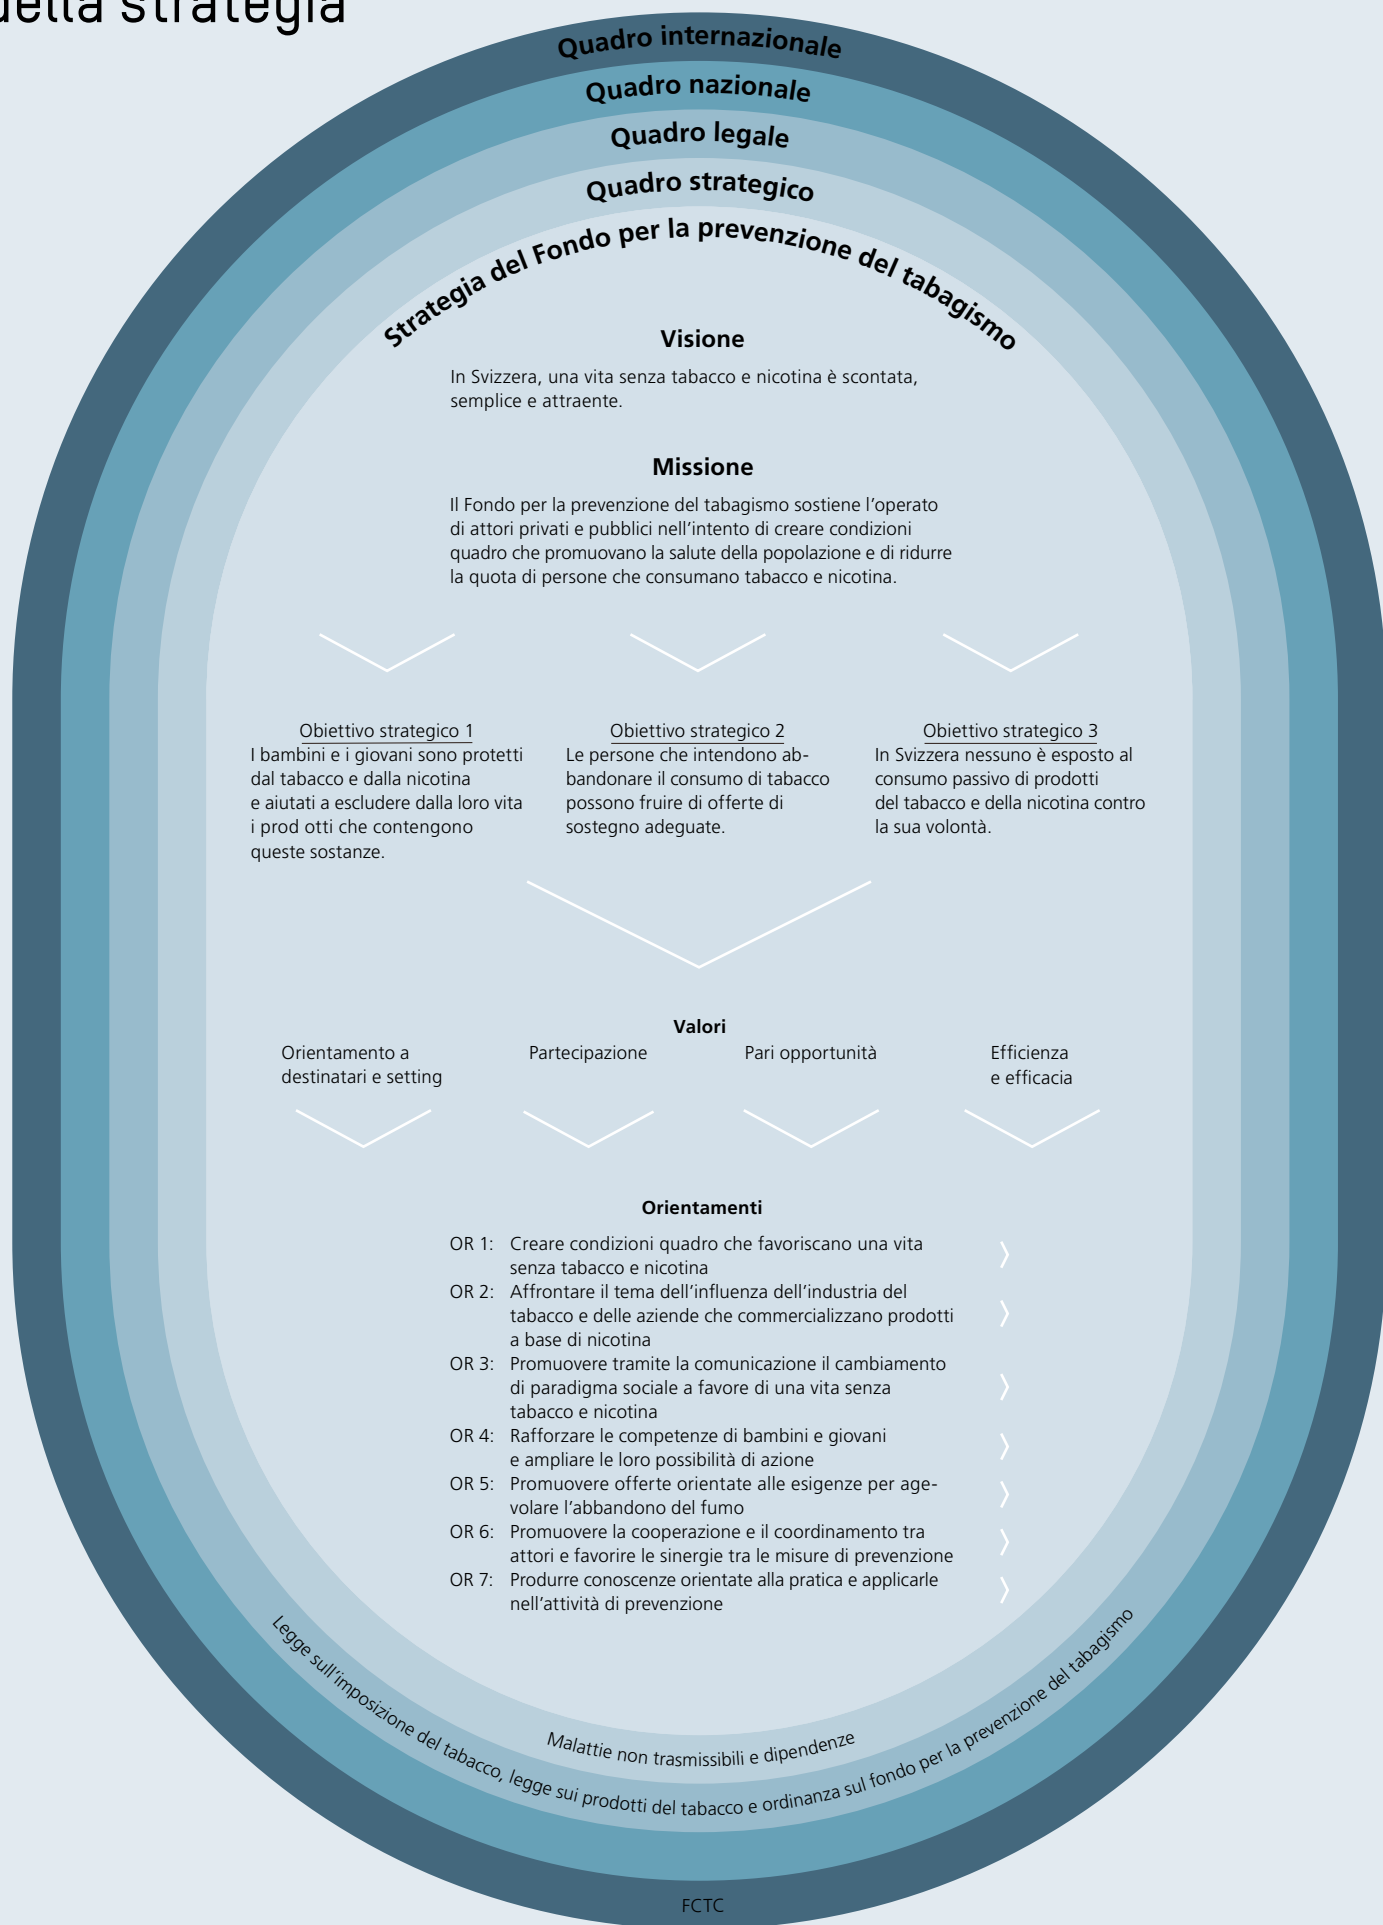 della strategia
Quadro internazionale
Quadro nazionale
Quadro legale
Quadro strategico
Strategia del Fondo per la prevenzione del tabagismo
Visione
In Svizzera, una vita senza tabacco e nicotina è scontata,
semplice e attraente.
Missione
Il Fondo per la prevenzione del tabagismo sostiene l’operato
di attori privati e pubblici nell’intento di creare condizioni
quadro che promuovano la salute della popolazione e di ridurre
la quota di persone che consumano tabacco e nicotina.
Obiettivo strategico 1
I bambini e i giovani sono protetti
dal tabacco e dalla nicotina
e aiutati a escludere dalla loro vita
i prod otti che contengono
queste sostanze.
Obiettivo strategico 2
Le persone che intendono ab-
bandonare il consumo di tabacco
possono fruire di offerte di
sostegno adeguate.
Obiettivo strategico 3
In Svizzera nessuno è esposto al
consumo passivo di prodotti
del tabacco e della nicotina contro
la sua volontà.
Valori
Orientamento a
destinatari e setting
Partecipazione
Pari opportunità
Efficienza
e efficacia
Orientamenti
OR 1: Creare condizioni quadro che favoriscano una vita
senza tabacco e nicotina
OR 2: Affrontare il tema dell’influenza dell’industria del
tabacco e delle aziende che commercializzano prodotti
a base di nicotina
OR 3: Promuovere tramite la comunicazione il cambiamento
di paradigma sociale a favore di una vita senza
tabacco e nicotina
OR 4: Rafforzare le competenze di bambini e giovani
e ampliare le loro possibilità di azione
OR 5: Promuovere offerte orientate alle esigenze per age-
volare l’abbandono del fumo
OR 6: Promuovere la cooperazione e il coordinamento tra
attori e favorire le sinergie tra le misure di prevenzione
OR 7: Produrre conoscenze orientate alla pratica e applicarle
nell’attività di prevenzione
Malattie non trasmissibili e dipendenze
Legge sull’imposizione del tabacco, legge sui prodotti del tabacco e ordinanza sul fondo per la prevenzione del tabagismo
FCTC